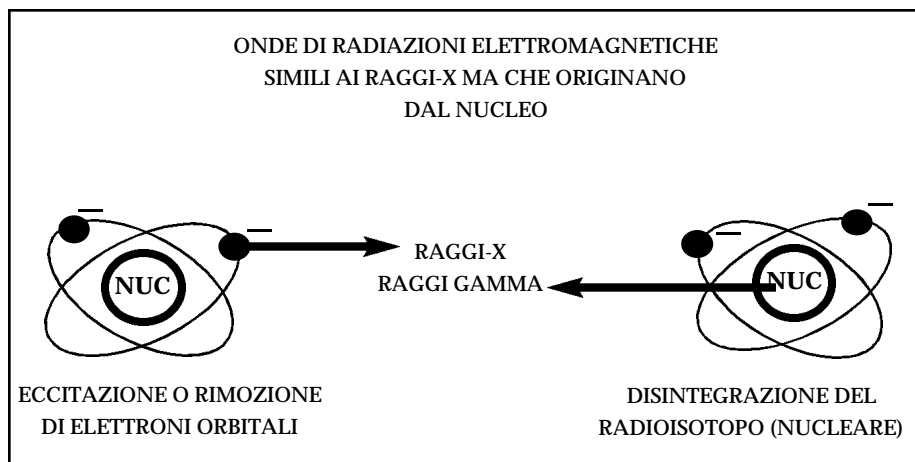 ONDE DI RADIAZIONI ELETTROMAGNETICHE
SIMILI AI RAGGI-X MA CHE ORIGINANO
DAL NUCLEO
NUC
RAGGI-X
RAGGI GAMMA
NUC
ECCITAZIONE O RIMOZIONE
DI ELETTRONI ORBITALI
DISINTEGRAZIONE DEL
RADIOISOTOPO (NUCLEARE)